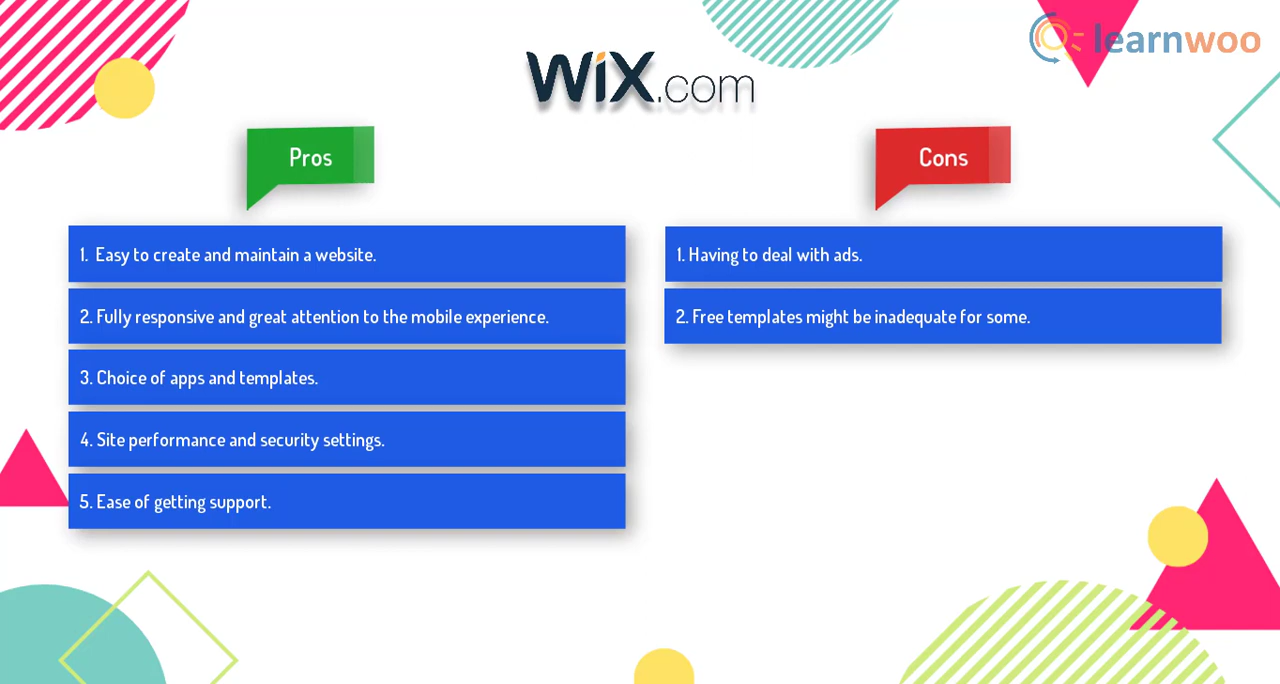 learnwoo
WiX.com
Pros
Cons
1. Easy to create and maintain a website.
2. Fully responsive and great attention to the mobile experience.
3. Choice of apps and templates.
4. Site performance and security settings.
5. Ease of getting support.
1. Having to deal with ads.
2. Free templates might be inadequate for some.